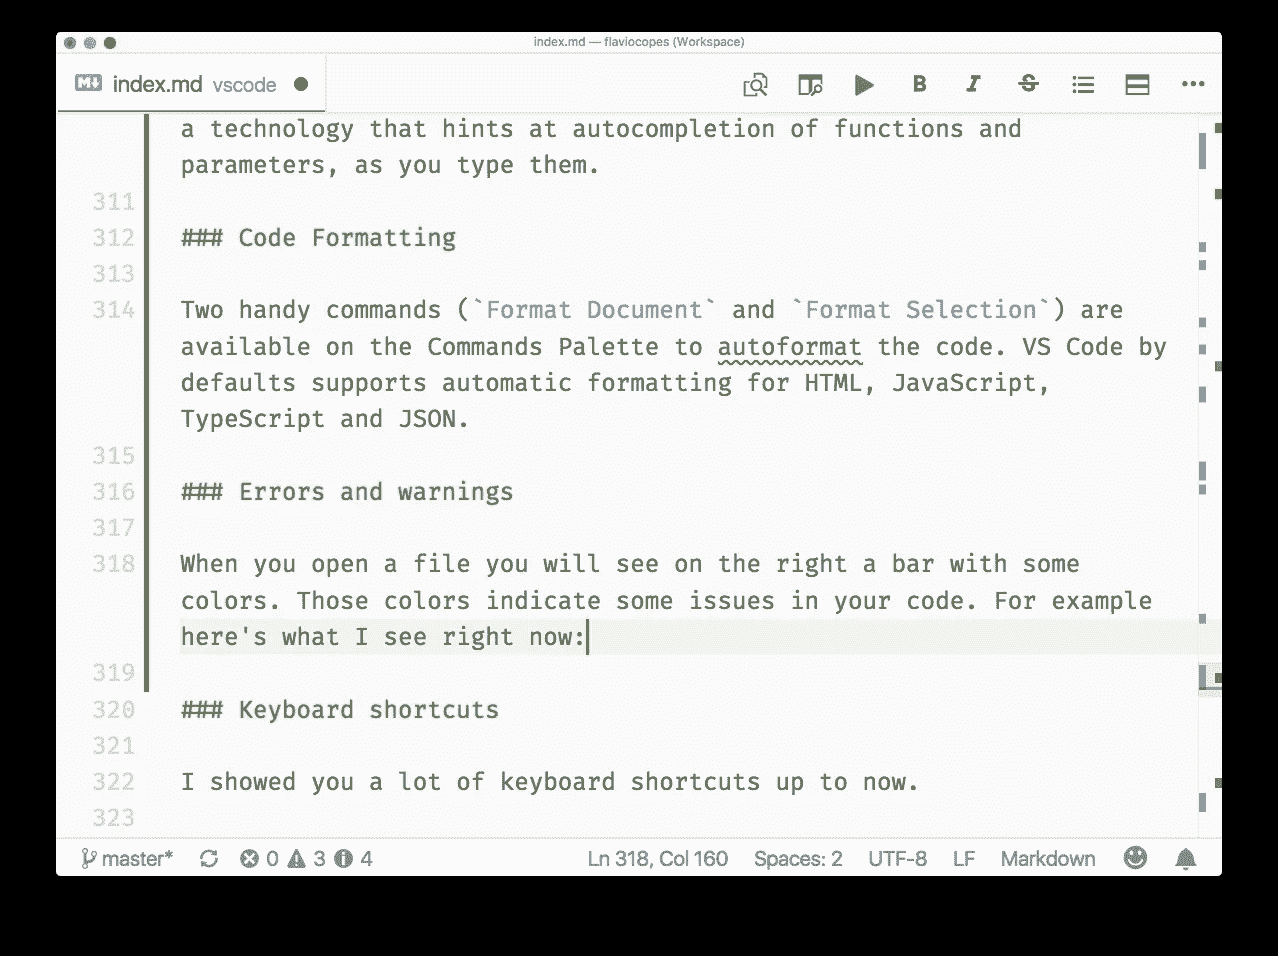 index.md — flaviocopes (Workspace)
M↓ index.md vscode
B I S
a technology that hints at autocompletion of functions and
parameters, as you type them.
311
312 ### Code Formatting
313
314 Two handy commands (`Format Document` and `Format Selection`) are
available on the Commands Palette to autoformat the code. VS Code by
defaults supports automatic formatting for HTML, JavaScript,
TypeScript and JSON.
315
316 ### Errors and warnings
317
318 When you open a file you will see on the right a bar with some
colors. Those colors indicate some issues in your code. For example
here's what I see right now:
319
320 ### Keyboard shortcuts
321
322 I showed you a lot of keyboard shortcuts up to now.
323
master* 0 3 4 Ln 318, Col 160 Spaces: 2 UTF-8 LF Markdown